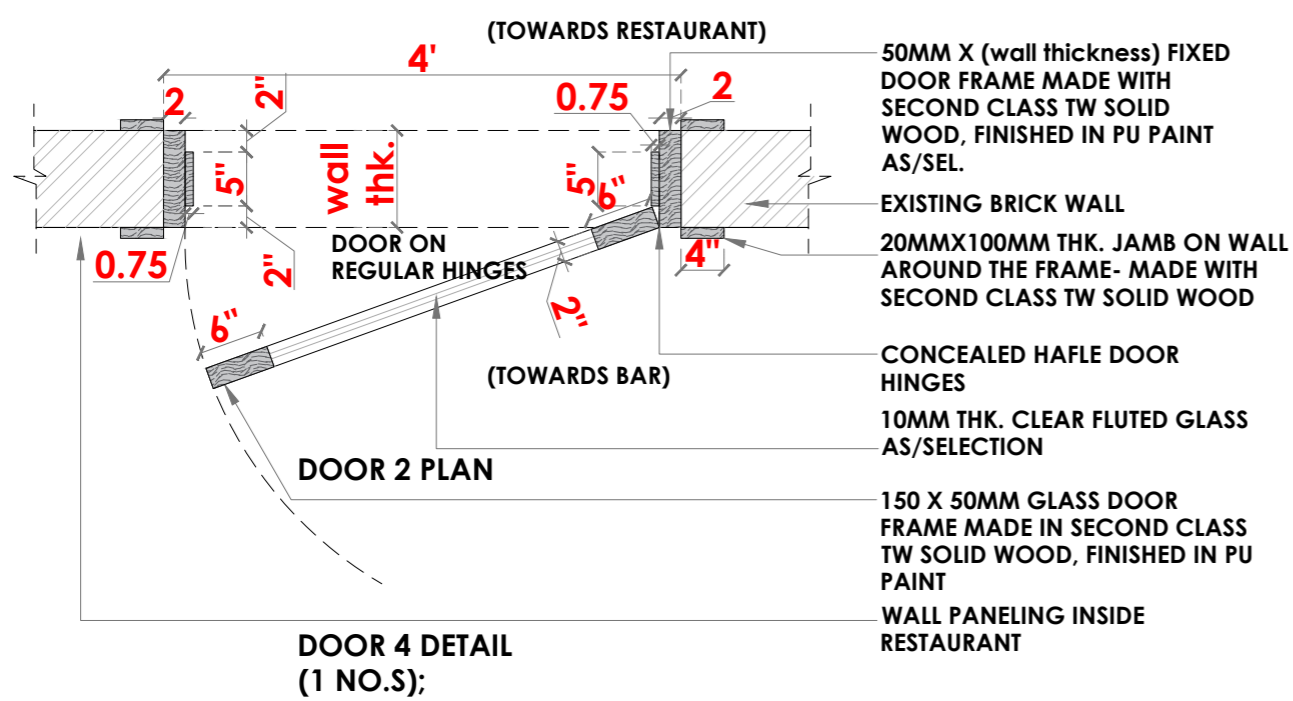 (TOWARDS RESTAURANT)
4'
2"
2
0.75
2
5"
wall
thk.
5"
6"
0.75
2"
DOOR ON
REGULAR HINGES
4"
2"
6"
(TOWARDS BAR)
DOOR 2 PLAN
DOOR 4 DETAIL
(1 NO.S);
50MM X (wall thickness) FIXED
DOOR FRAME MADE WITH
SECOND CLASS TW SOLID
WOOD, FINISHED IN PU PAINT
AS/SEL.
EXISTING BRICK WALL
20MMX100MM THK. JAMB ON WALL
AROUND THE FRAME- MADE WITH
SECOND CLASS TW SOLID WOOD
CONCEALED HAFLE DOOR
HINGES
10MM THK. CLEAR FLUTED GLASS
AS/SELECTION
150 X 50MM GLASS DOOR
FRAME MADE IN SECOND CLASS
TW SOLID WOOD, FINISHED IN PU
PAINT
WALL PANELING INSIDE
RESTAURANT